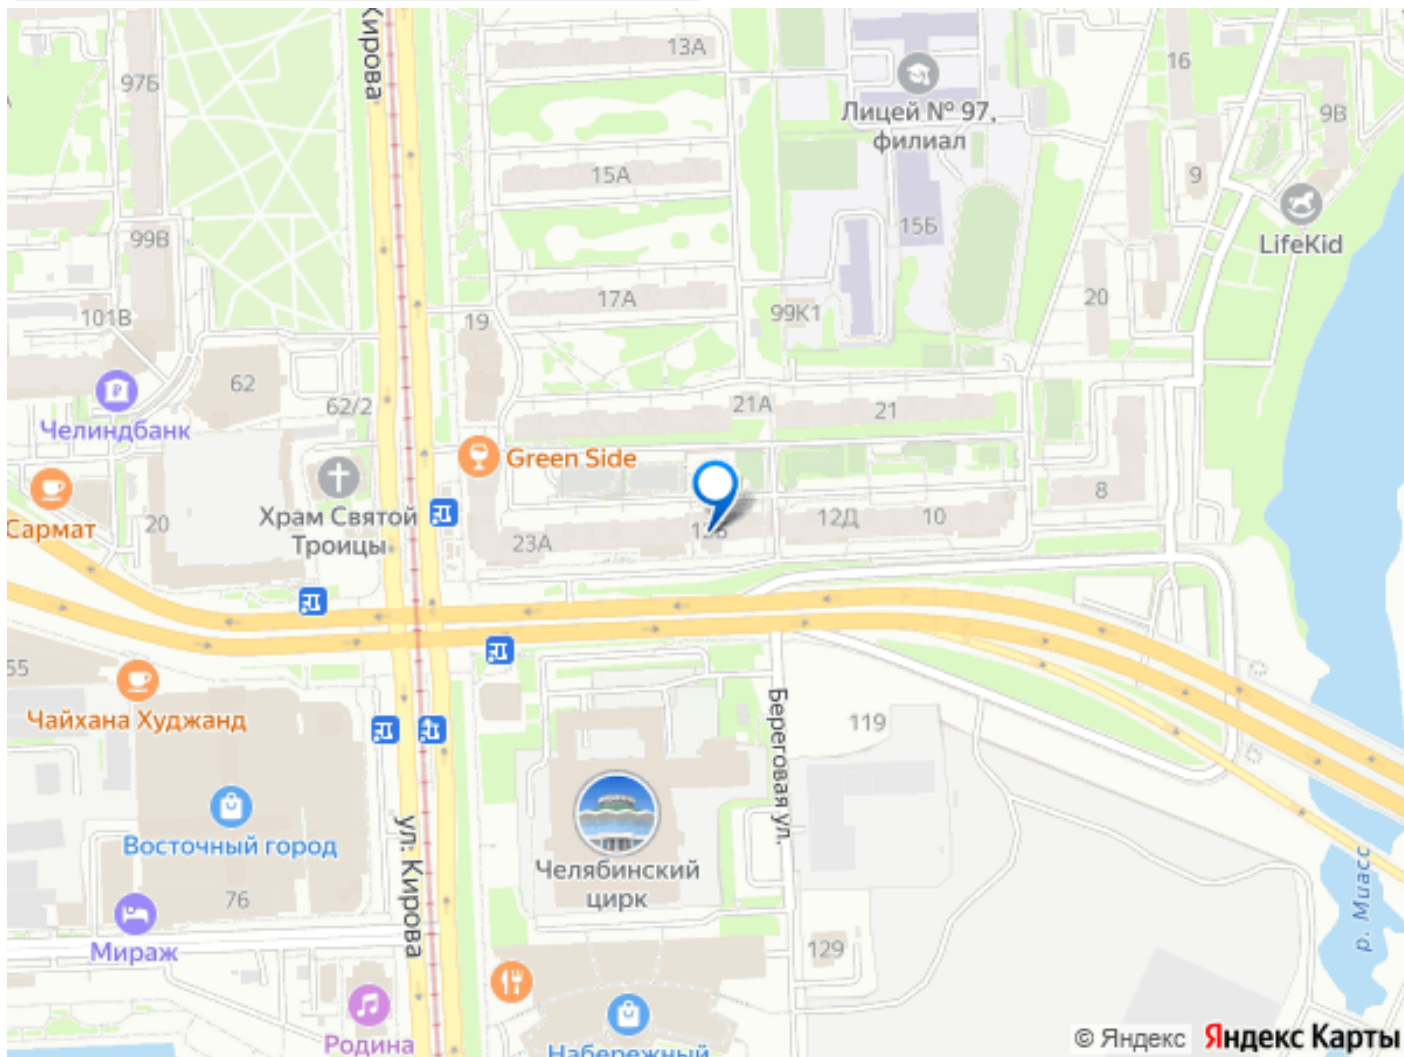 Кирова
13А
97Б
16
Лицей № 97,
филиал
9В
15А
9
99В
15Б
LifeKid
17А
20
101В
19
99К1
62
62/2
21А
21
Челиндбанк
Green Side
8
Сармат
20
Храм Святой
Троицы
23А
12Д
10
55
Чайхана Худжанд
Береговая ул.
119
Восточный город
ул. Кирова
Челябинский
цирк
76
р. Миасс
Мираж
129
Родина
Набережный
© Яндекс Яндекс Карты